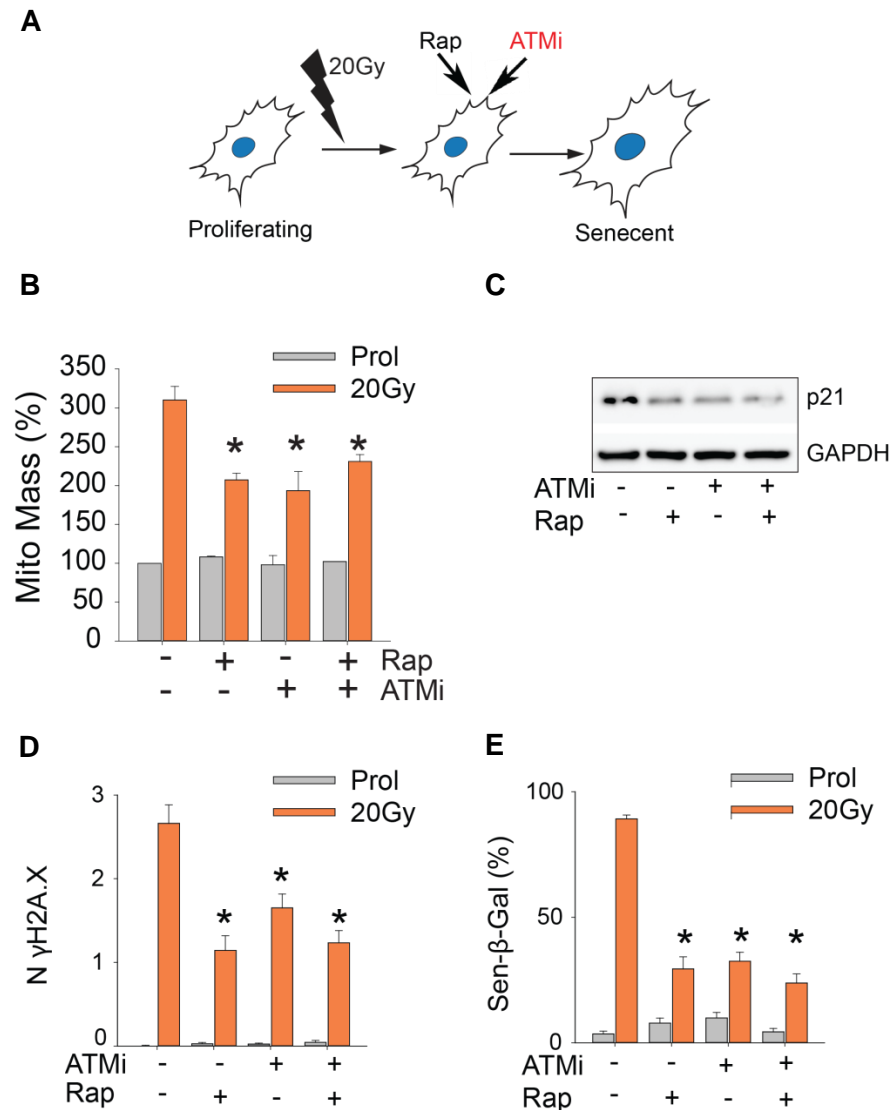 A
20Gy
Rap ATMi
Proliferating Senecent
B
Prol
20Gy
Mito Mass (%)
350
300
250
200
150
100
50
0
* * *
- + - + Rap
- - + + ATMi
C
p21
GAPDH
ATMi - - + +
Rap - + - +
D
Prol
20Gy
N γH2A.X
3
2
1
0
* * *
ATMi - - + +
Rap - + - +
E
Prol
20Gy
Sen-β-Gal (%)
100
50
0
* * *
ATMi - - + +
Rap - + - +